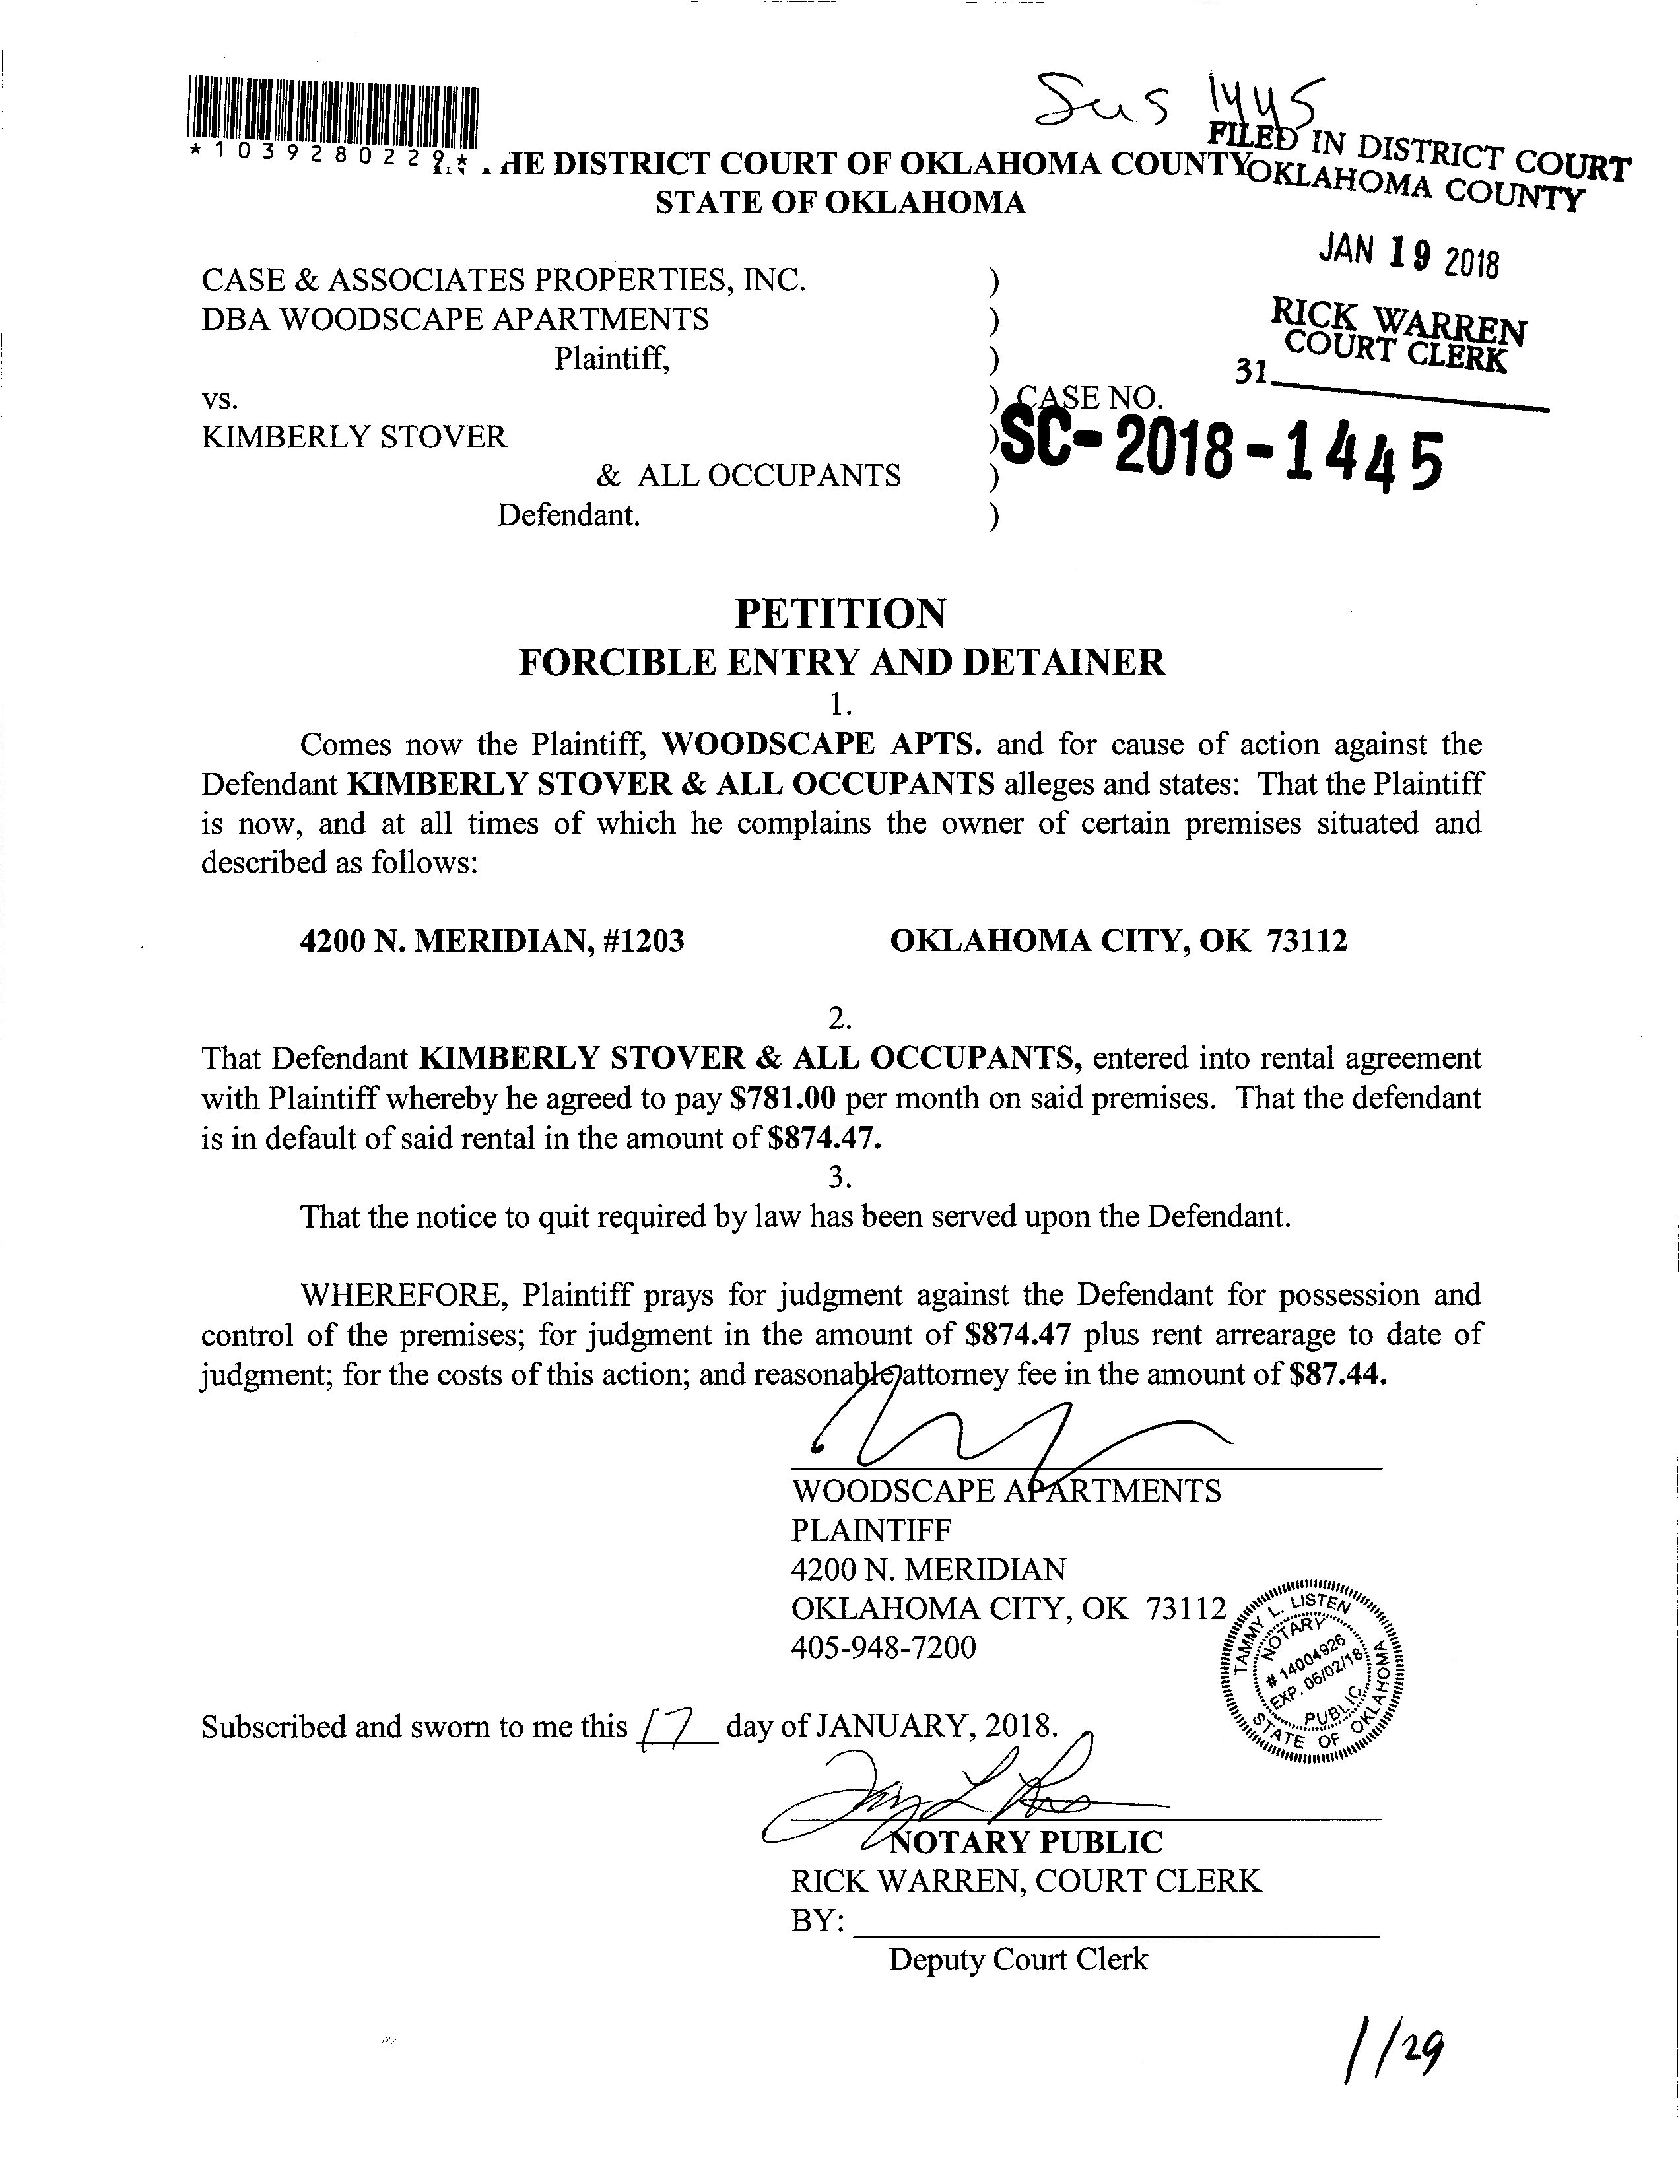 Sus 1445
FILED IN DISTRICT COURT
OKLAHOMA COUNTY
*1039280229*
HE DISTRICT COURT OF OKLAHOMA COUNTY
STATE OF OKLAHOMA
JAN 19 2018
RICK WARREN
COURT CLERK
31
CASE & ASSOCIATES PROPERTIES, INC. )
DBA WOODSCAPE APARTMENTS )
Plaintiff, )
vs. ) CASE NO.
KIMBERLY STOVER ) SC-2018-1445
& ALL OCCUPANTS )
Defendant. )
PETITION
FORCIBLE ENTRY AND DETAINER
1.
Comes now the Plaintiff, WOODSCAPE APTS. and for cause of action against the
Defendant KIMBERLY STOVER & ALL OCCUPANTS alleges and states: That the Plaintiff
is now, and at all times of which he complains the owner of certain premises situated and
described as follows:
4200 N. MERIDIAN, #1203 OKLAHOMA CITY, OK 73112
2.
That Defendant KIMBERLY STOVER & ALL OCCUPANTS, entered into rental agreement
with Plaintiff whereby he agreed to pay $781.00 per month on said premises. That the defendant
is in default of said rental in the amount of $874.47.
3.
That the notice to quit required by law has been served upon the Defendant.
WHEREFORE, Plaintiff prays for judgment against the Defendant for possession and
control of the premises; for judgment in the amount of $874.47 plus rent arrearage to date of
judgment; for the costs of this action; and reasonable attorney fee in the amount of $87.44.
WOODSCAPE APARTMENTS
PLAINTIFF
4200 N. MERIDIAN
OKLAHOMA CITY, OK 73112
405-948-7200
TAMMY L. LISTEN
NOTARY
# 14004926
EXP. 06/02/18
PUBLIC
STATE OF OKLAHOMA
Subscribed and sworn to me this 17 day of JANUARY, 2018.
NOTARY PUBLIC
RICK WARREN, COURT CLERK
BY:
Deputy Court Clerk
1/29